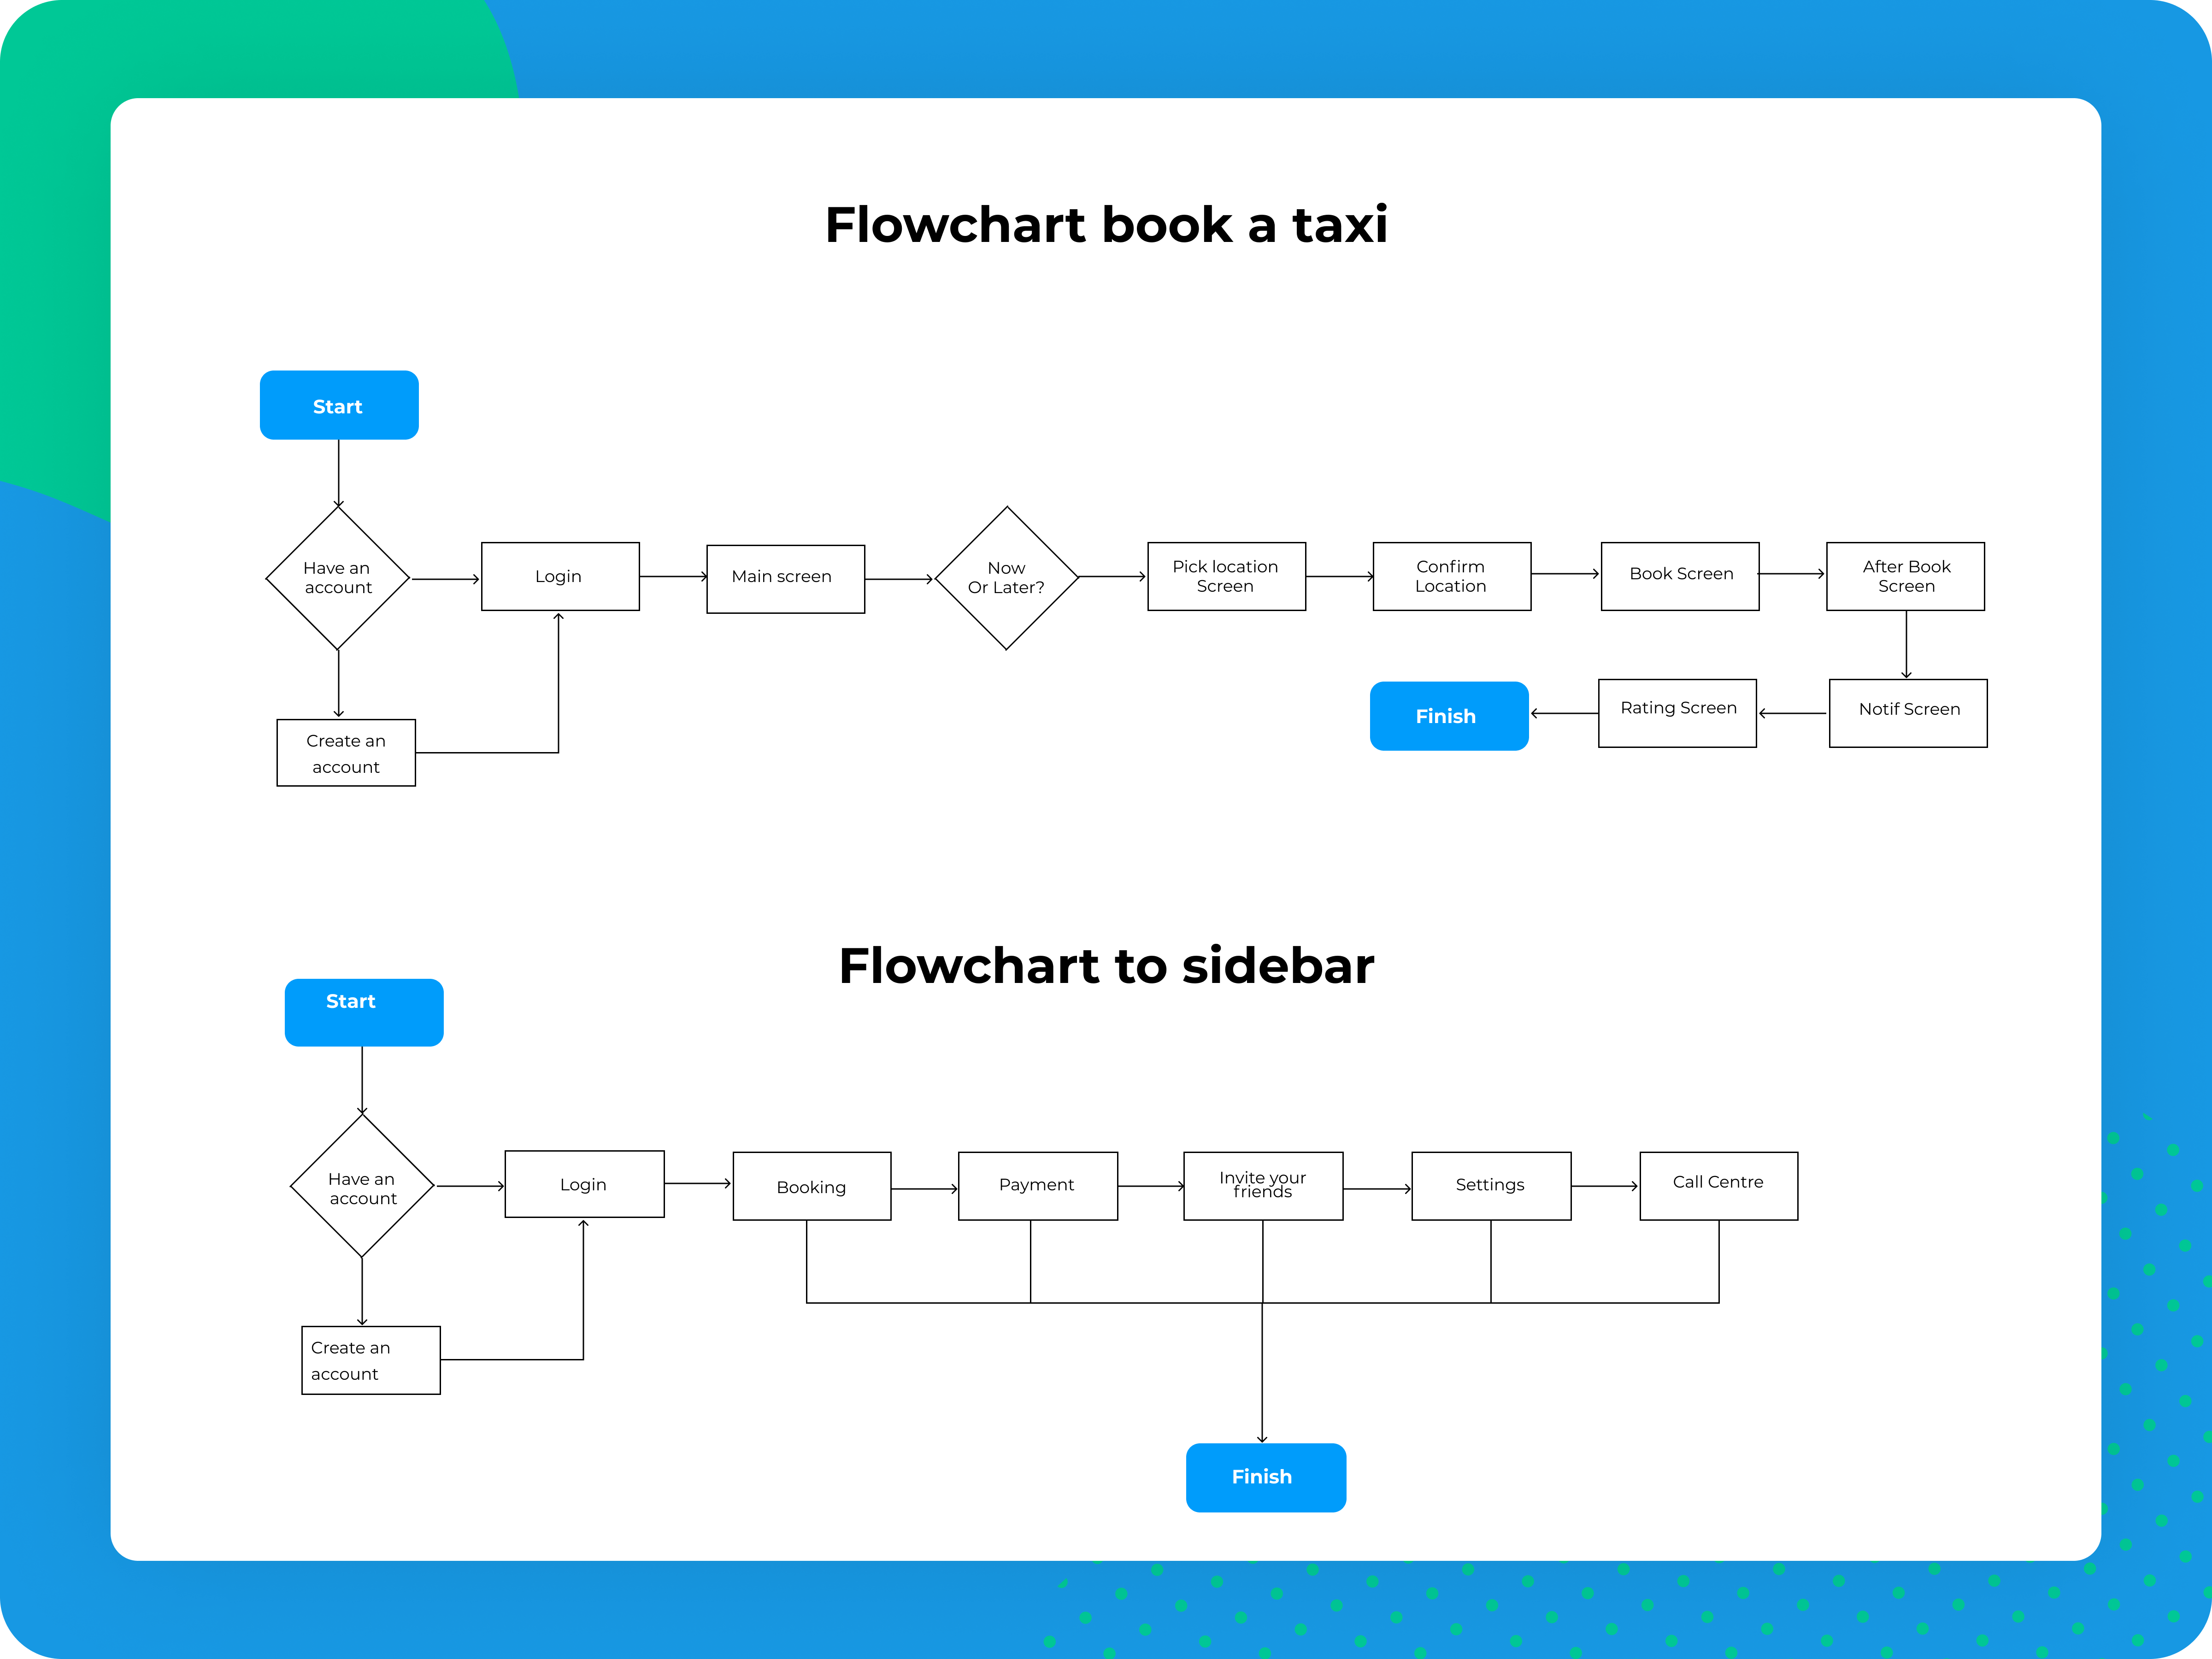 Flowchart book a taxi
Start
Have an
account
Login
Main screen
Now
Or Later?
Pick location
Screen
Confirm
Location
Book Screen
After Book
Screen
Create an
account
Finish
Rating Screen
Notif Screen
Flowchart to sidebar
Start
Have an
account
Login
Booking
Payment
Invite your
friends
Settings
Call Centre
Create an
account
Finish